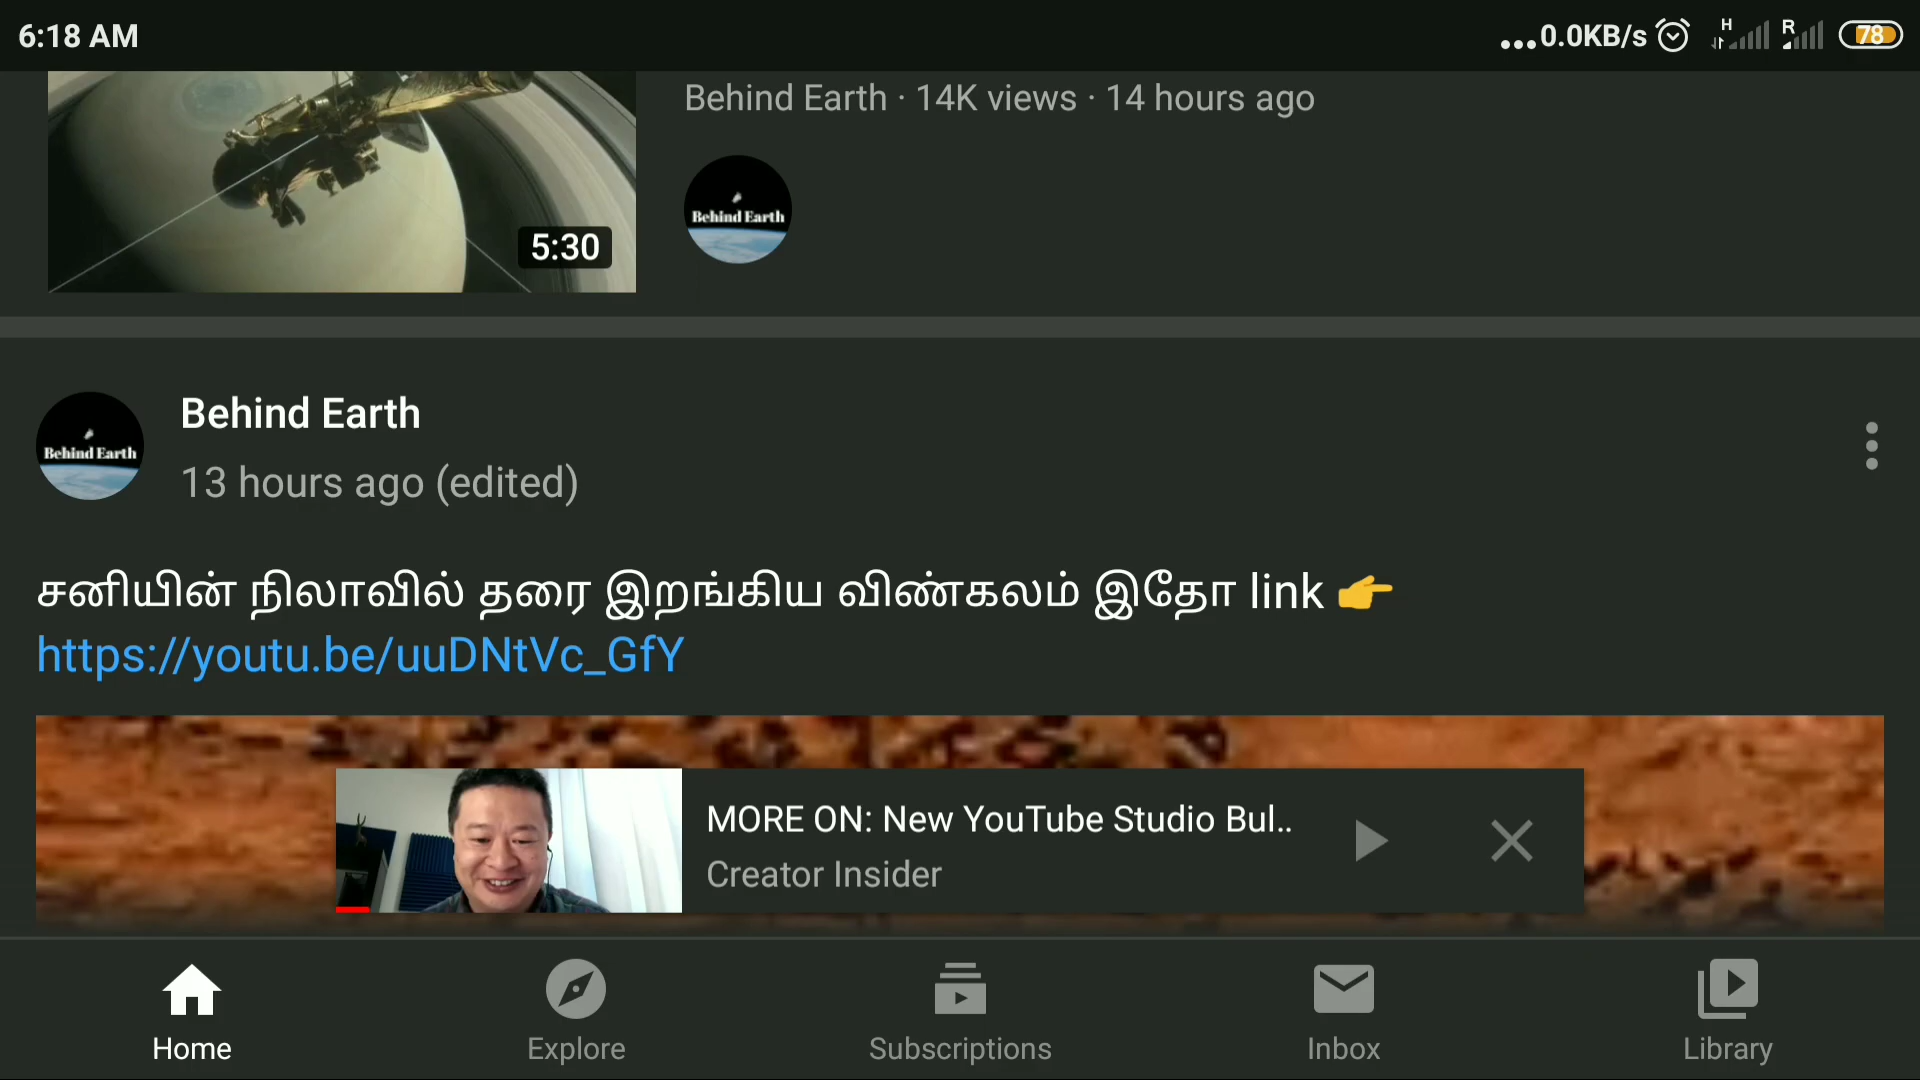 6:18 AM
...0.0KB/s H R 78
Behind Earth · 14K views · 14 hours ago
Behind Earth
5:30
Behind Earth
Behind Earth
13 hours ago (edited)
சனியின் நிலாவில் தரை இறங்கிய விண்கலம் இதோ link 👉
https://youtu.be/uuDNtVc_GfY
MORE ON: New YouTube Studio Bul..
Creator Insider
Home Explore Subscriptions Inbox Library